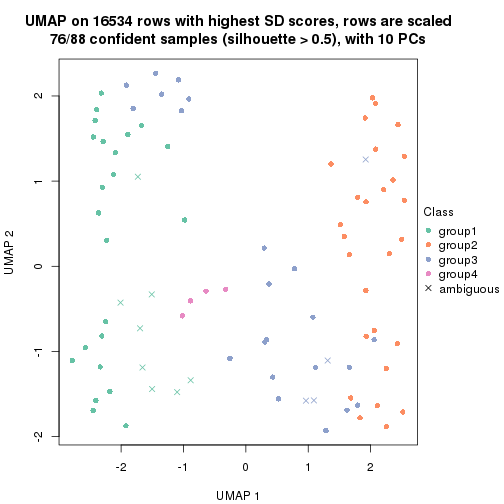 UMAP on 16534 rows with highest SD scores, rows are scaled
76/88 confident samples (silhouette > 0.5), with 10 PCs
2
1
0
-1
-2
UMAP 2
-2
-1
0
1
2
UMAP 1
Class
group1
group2
group3
group4
ambiguous